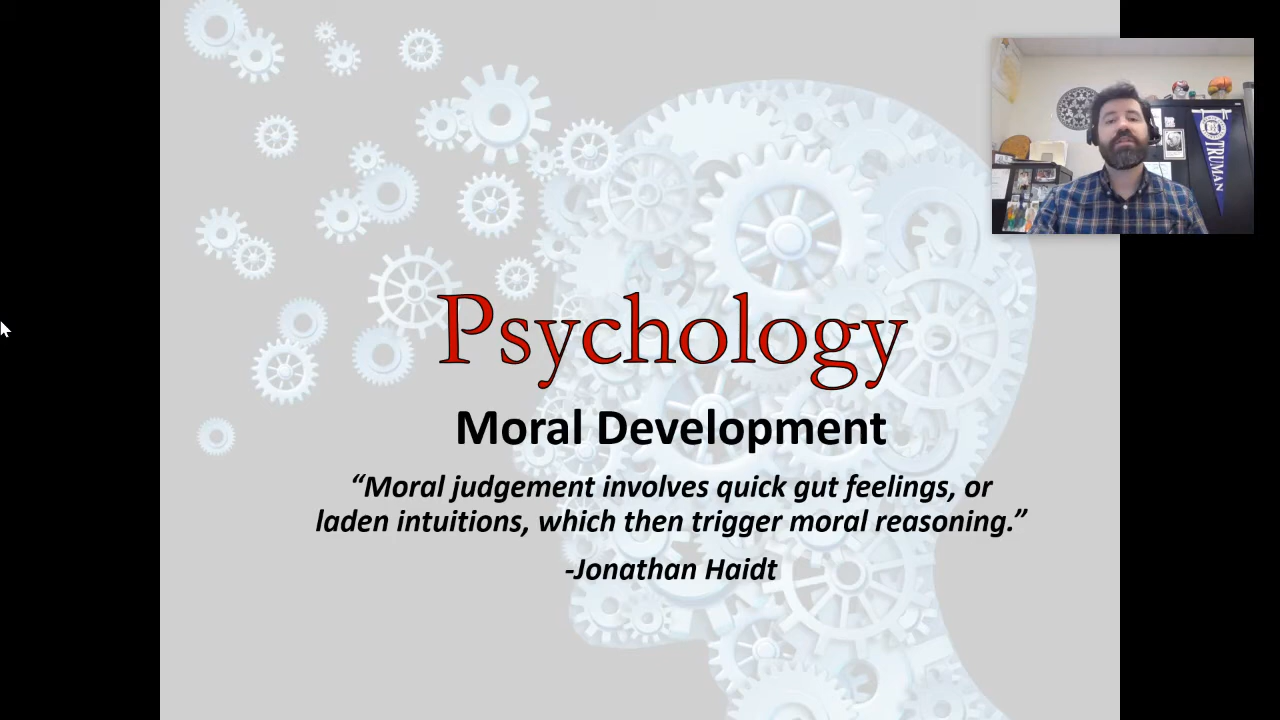 Psychology
Moral Development
“Moral judgement involves quick gut feelings, or
laden intuitions, which then trigger moral reasoning.”
-Jonathan Haidt
TRUMAN